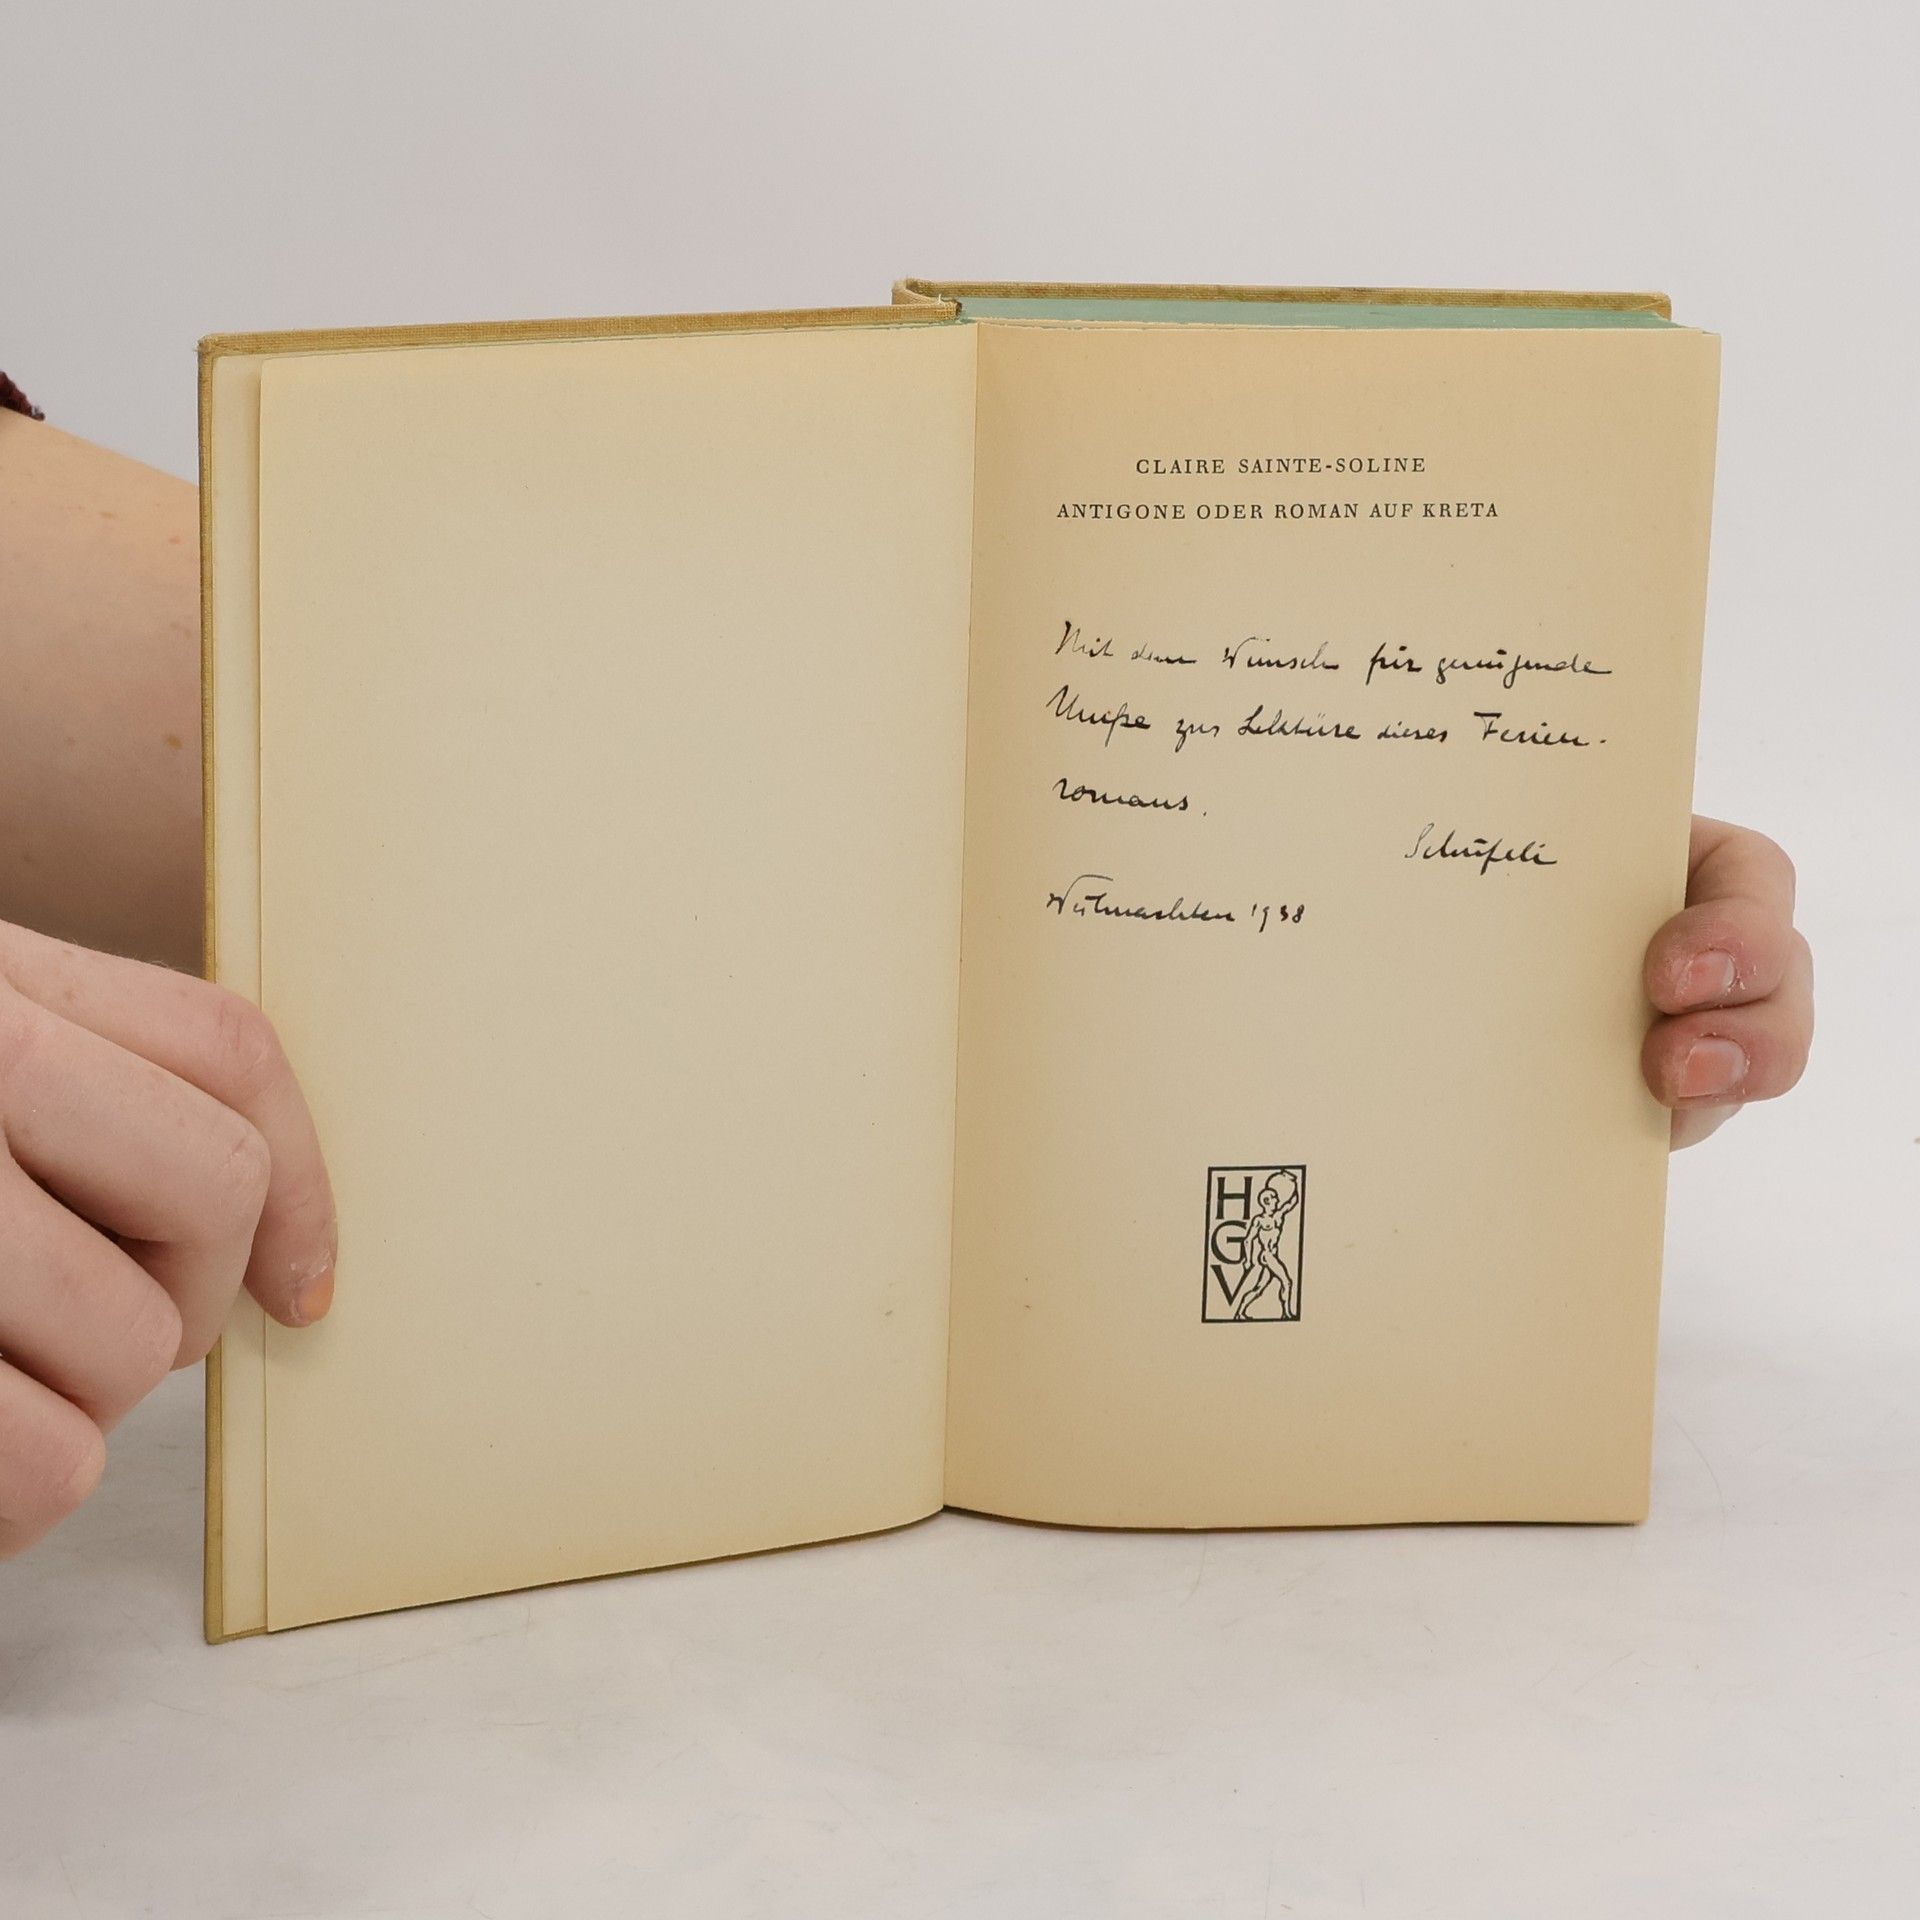 CLAIRE SAINTE-SOLINE
ANTIGONE ODER ROMAN AUF KRETA
Mit dem Wunsch für genügende
Muße zur Lektüre dieses Ferien-
romans.
Weihnachten 1938
H
G
V